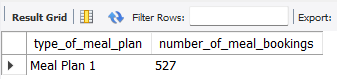 Result Grid Filter Rows: Export:
type_of_meal_plan number_of_meal_bookings
Meal Plan 1 527